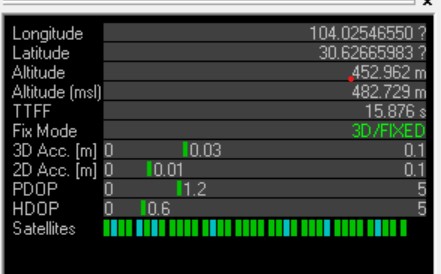 Longitude 104.02546550 ?
Latitude 30.62665983 ?
Altitude 452.962 m
Altitude (msl) 482.729 m
TTFF 15.876 s
Fix Mode 3D/FIXED
3D Acc. [m] 0 0.03 0.1
2D Acc. [m] 0 0.01 0.1
PDOP 0 1.2 5
HDOP 0 0.6 5
Satellites